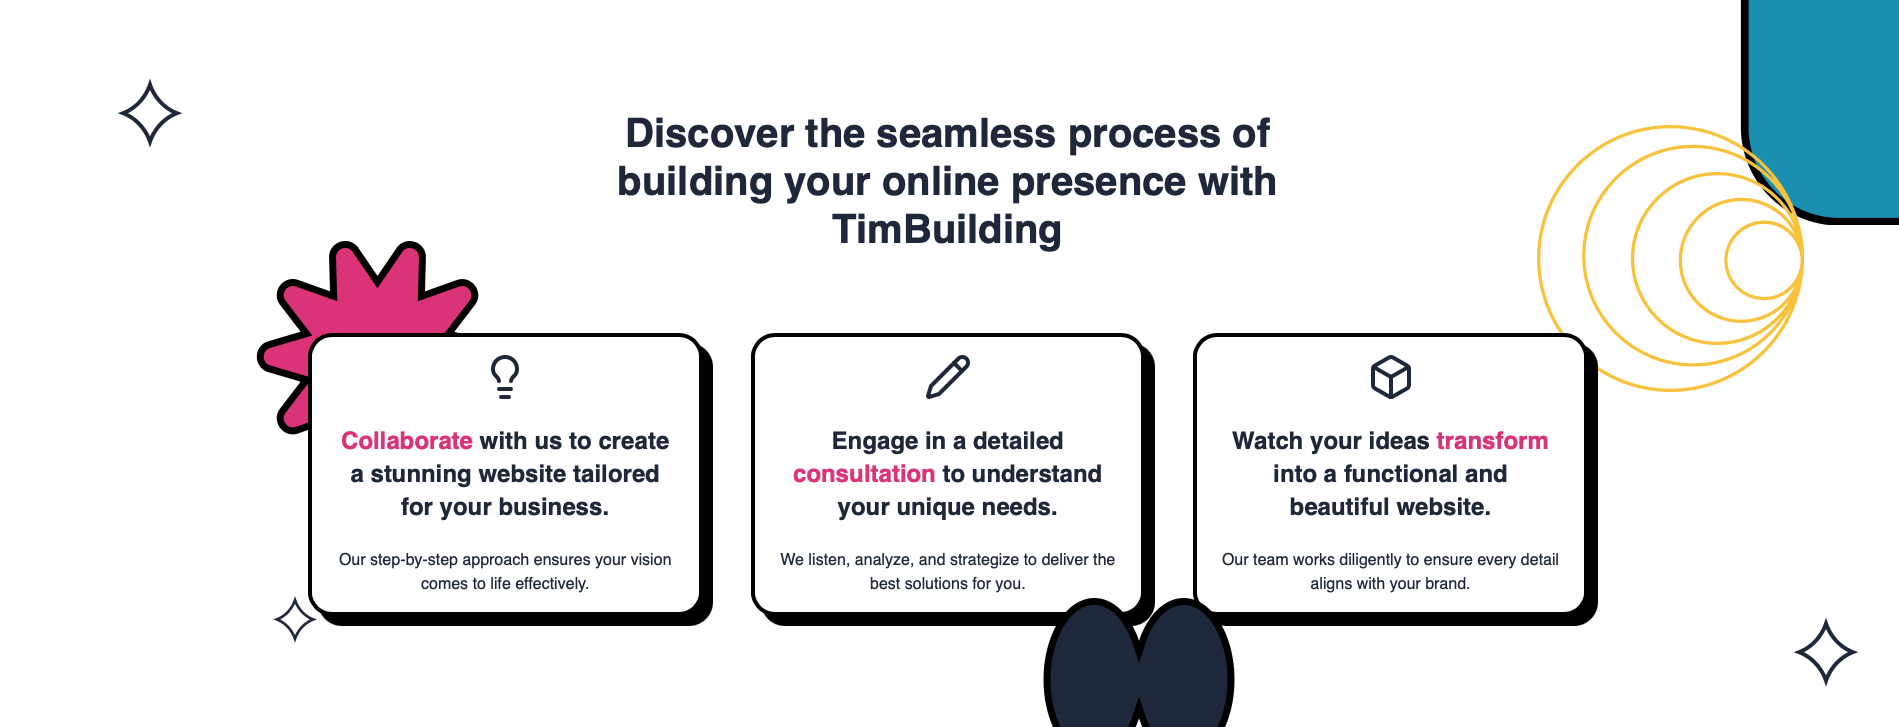 Discover the seamless process of
building your online presence with
TimBuilding
Collaborate with us to create
a stunning website tailored
for your business.
Our step-by-step approach ensures your vision
comes to life effectively.
Engage in a detailed
consultation to understand
your unique needs.
We listen, analyze, and strategize to deliver the
best solutions for you.
Watch your ideas transform
into a functional and
beautiful website.
Our team works diligently to ensure every detail
aligns with your brand.